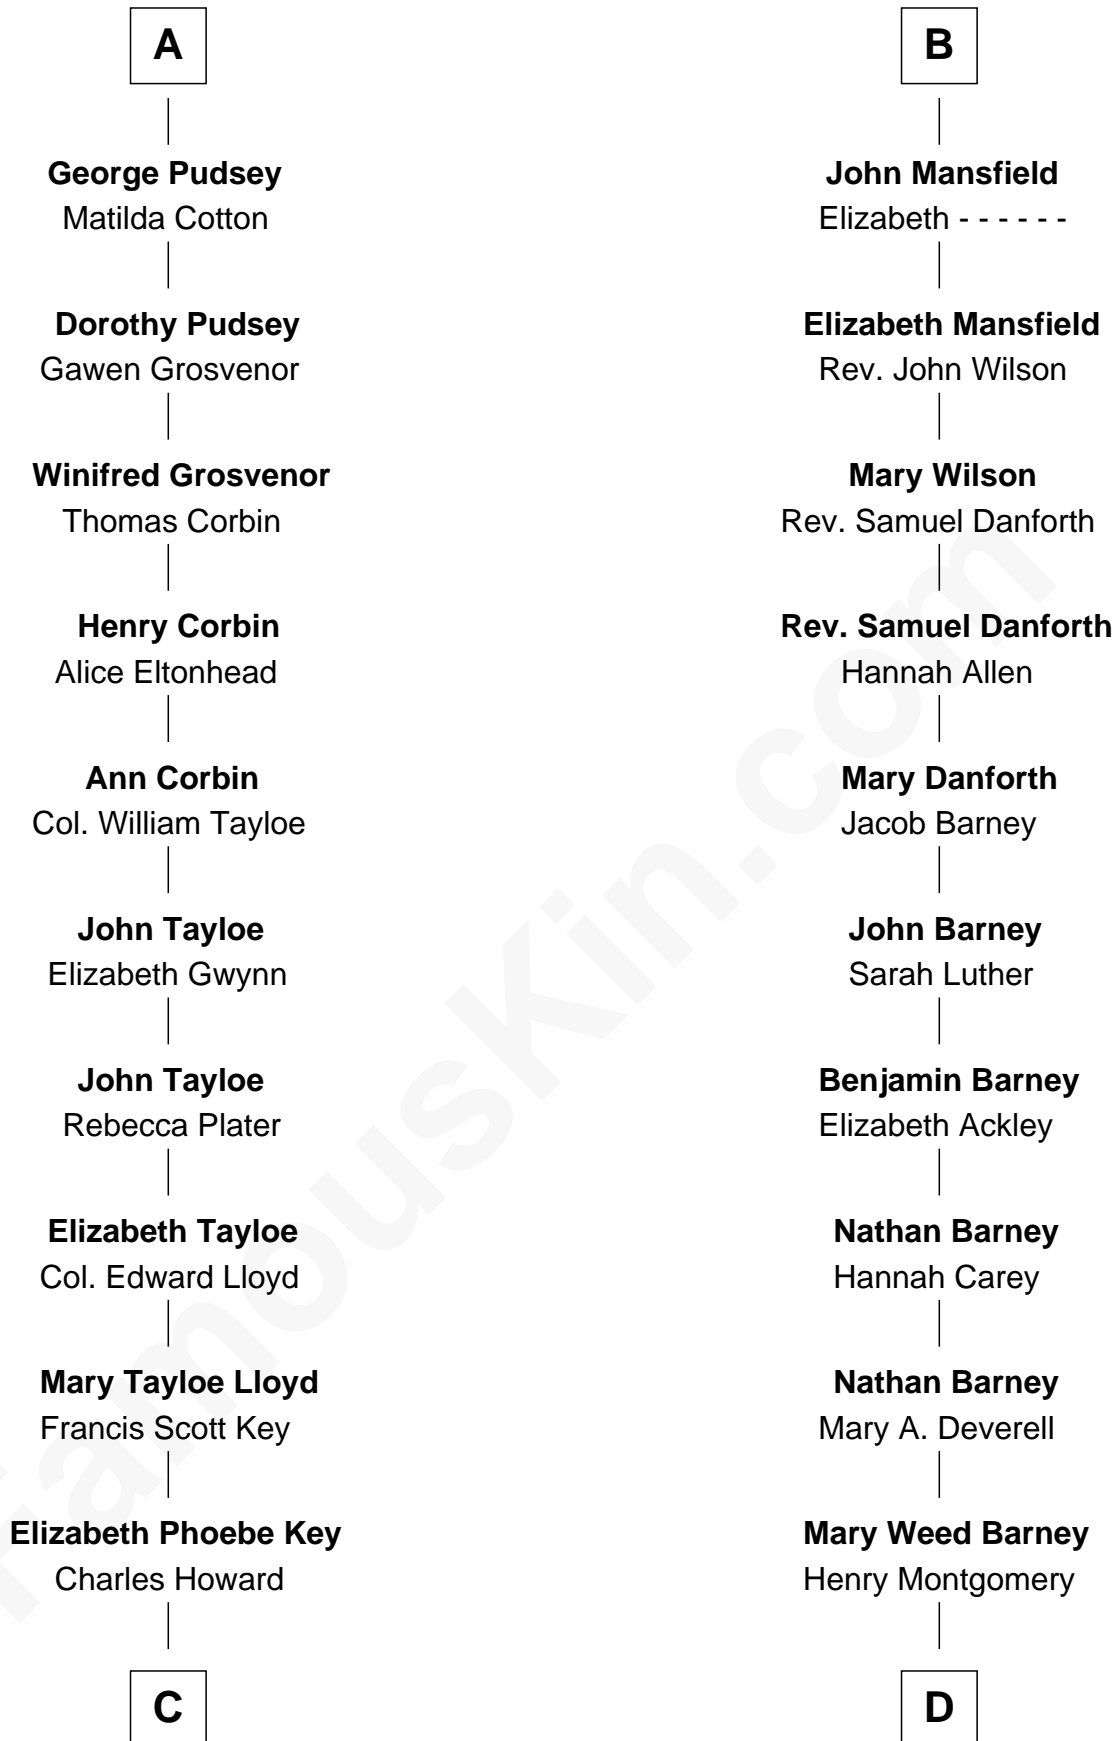 A
George Pudsey
Matilda Cotton
Dorothy Pudsey
Gawen Grosvenor
Winifred Grosvenor
Thomas Corbin
Henry Corbin
Alice Eltonhead
Ann Corbin
Col. William Tayloe
John Tayloe
Elizabeth Gwynn
John Tayloe
Rebecca Plater
Elizabeth Tayloe
Col. Edward Lloyd
Mary Tayloe Lloyd
Francis Scott Key
Elizabeth Phoebe Key
Charles Howard
C
B
John Mansfield
Elizabeth - - - - - -
Elizabeth Mansfield
Rev. John Wilson
Mary Wilson
Rev. Samuel Danforth
Rev. Samuel Danforth
Hannah Allen
Mary Danforth
Jacob Barney
John Barney
Sarah Luther
Benjamin Barney
Elizabeth Ackley
Nathan Barney
Hannah Carey
Nathan Barney
Mary A. Deverell
Mary Weed Barney
Henry Montgomery
D
FamousKin.com